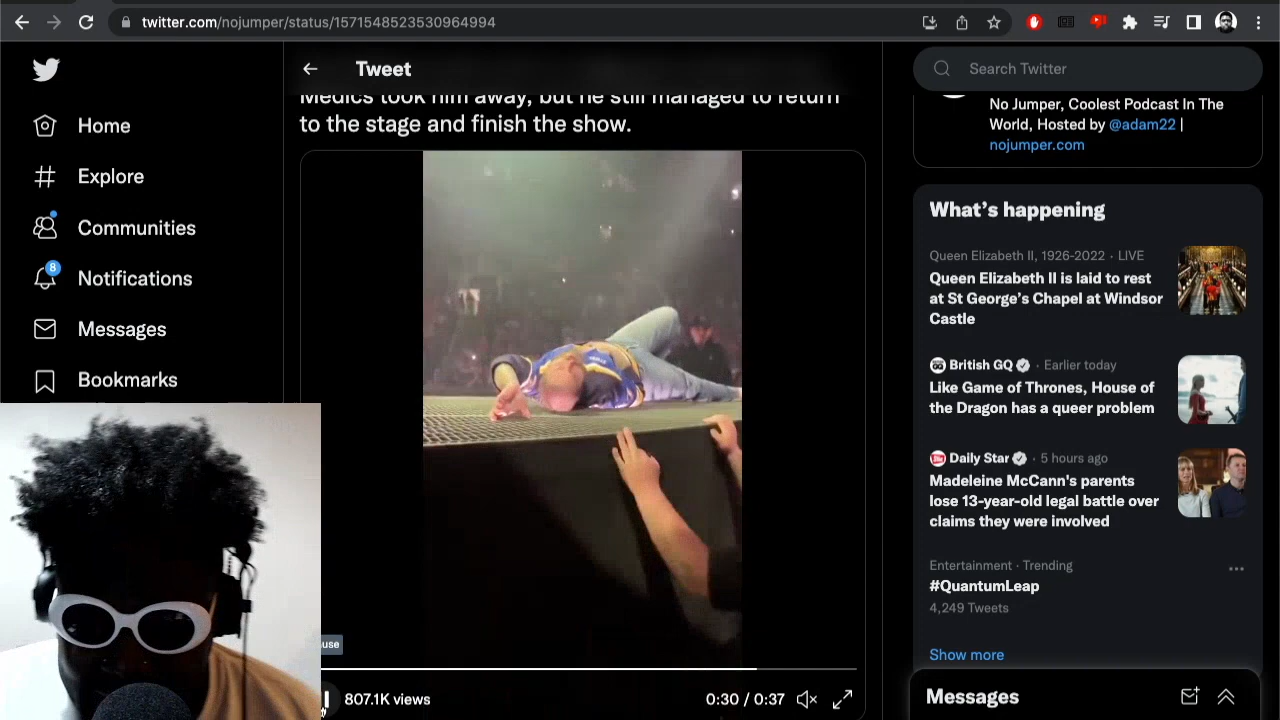 twitter.com/nojumper/status/1571548523530964994
Tweet
Search Twitter
Home
Explore
Communities
8
Notifications
Messages
Bookmarks
Medics took him away, but he still managed to return
to the stage and finish the show.
807.1K views
0:30 / 0:37
No Jumper, Coolest Podcast In The
World, Hosted by @adam22 |
nojumper.com
What's happening
Queen Elizabeth II, 1926-2022 · LIVE
Queen Elizabeth II is laid to rest
at St George's Chapel at Windsor
Castle
British GQ · Earlier today
Like Game of Thrones, House of
the Dragon has a queer problem
Daily Star · 5 hours ago
Madeleine McCann's parents
lose 13-year-old legal battle over
claims they were involved
Entertainment · Trending
#QuantumLeap
4,249 Tweets
Show more
Messages